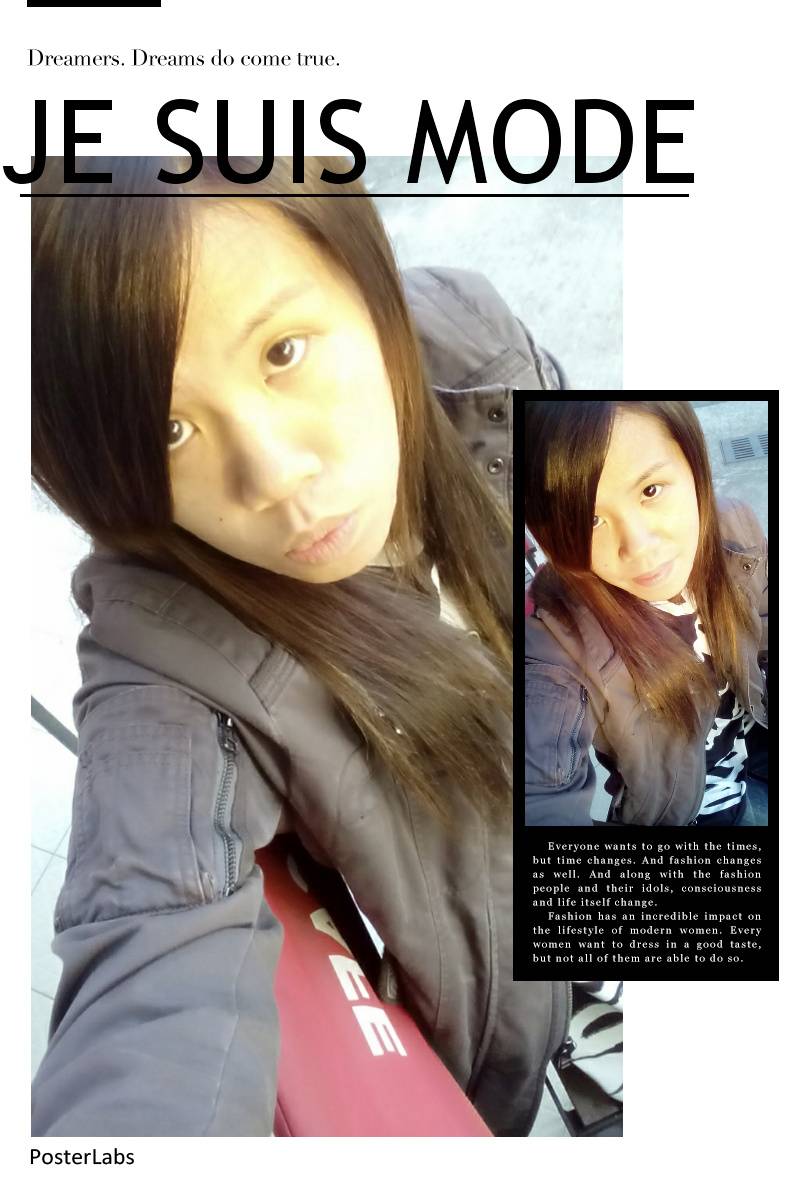 Dreamers. Dreams do come true.
JE SUIS MODE
Everyone wants to go with the times,
but time changes. And fashion changes
as well. And along with the fashion
people and their idols, consciousness
and life itself change.
Fashion has an incredible impact on
the lifestyle of modern women. Every
women want to dress in a good taste,
but not all of them are able to do so.
PosterLabs